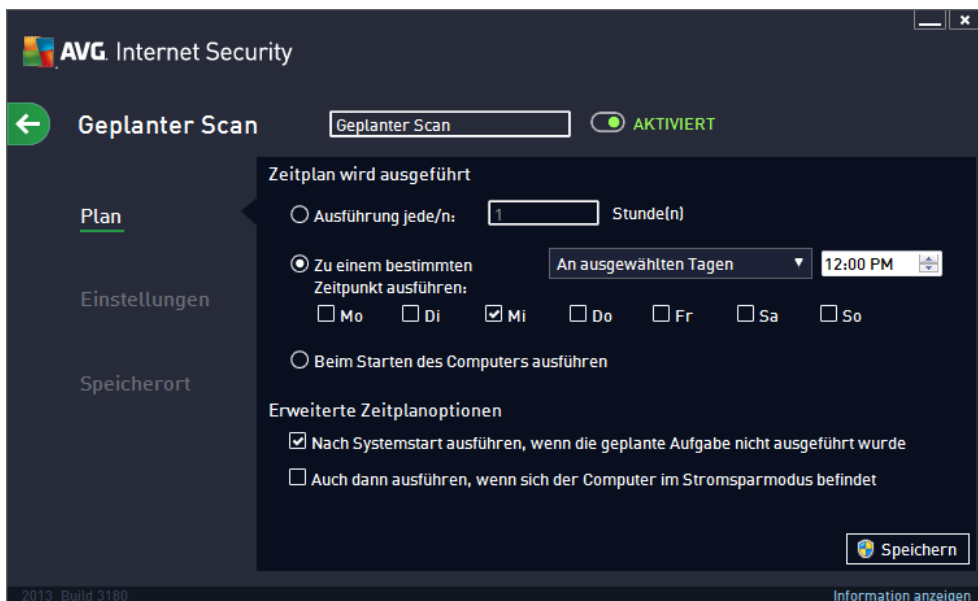 AVG. Internet Security
Geplanter Scan
Geplanter Scan
AKTIVIERT
Plan
Einstellungen
Speicherort
Zeitplan wird ausgeführt
Ausführung jede/n: 1 Stunde(n)
Zu einem bestimmten Zeitpunkt ausführen:
An ausgewählten Tagen
12:00 PM
Mo Di Mi Do Fr Sa So
Beim Starten des Computers ausführen
Erweiterte Zeitplanoptionen
Nach Systemstart ausführen, wenn die geplante Aufgabe nicht ausgeführt wurde
Auch dann ausführen, wenn sich der Computer im Stromsparmodus befindet
Speichern
2013 Build 3180
Information anzeigen